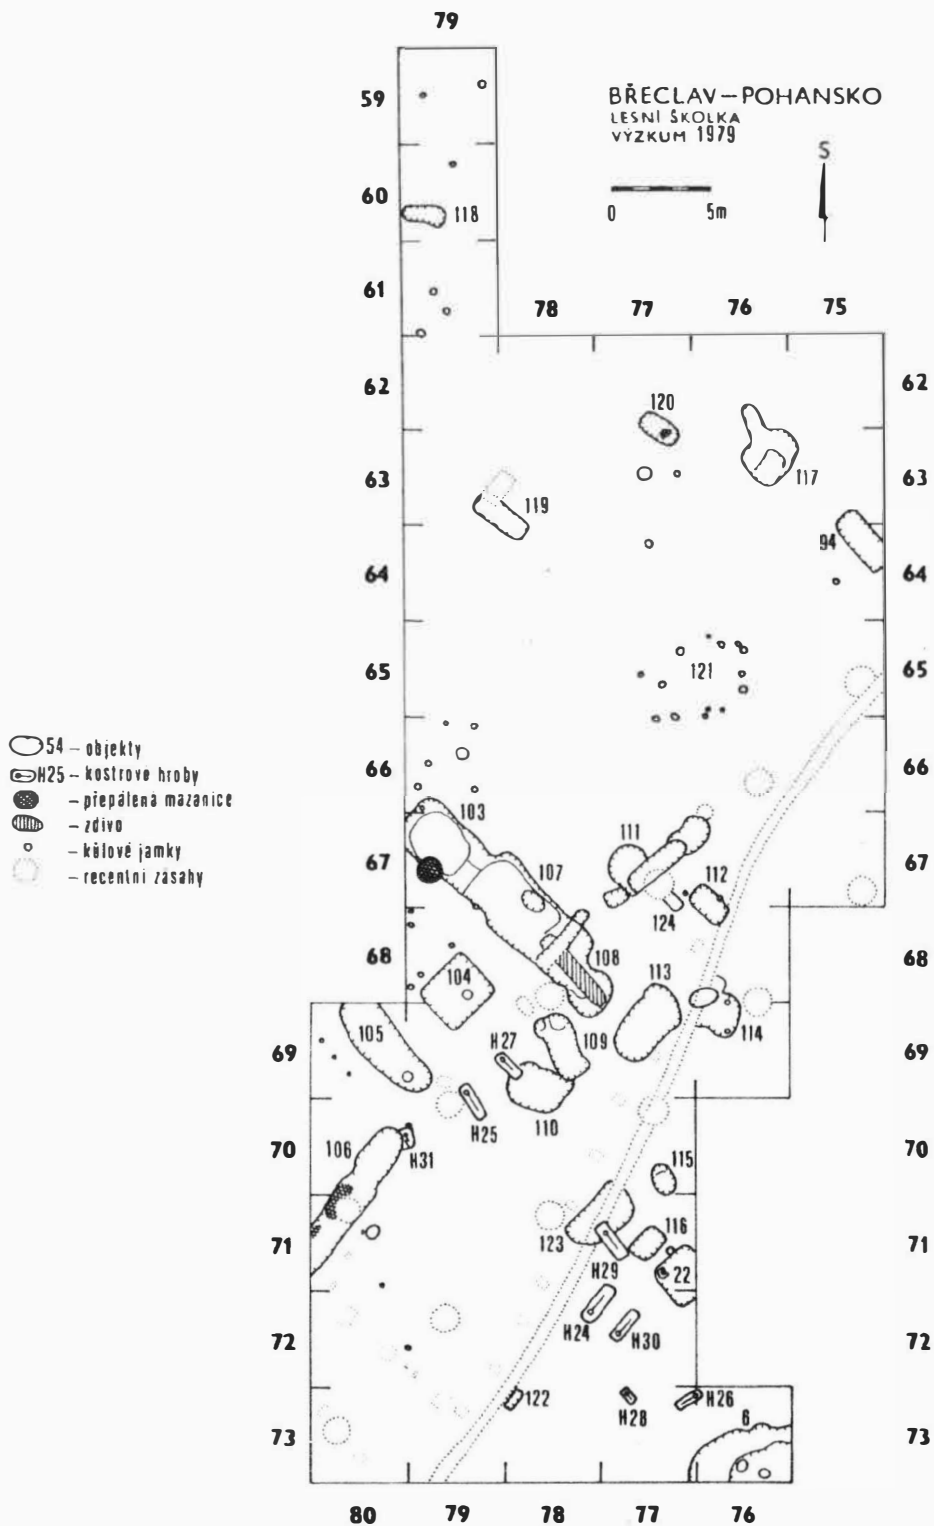 79
BŘECLAV – POHANSKO
LESNÍ ŠKOLKA
VÝZKUM 1979
S
0 5m
59
60
118
61
78 77 76 75
62 62
120
63 63
117
119
94
64 64
65 65
121
54 – objekty
H25 – kostrové hroby
– přepálená mazanice
– zdivo
– kůlové jamky
– recentní zásahy
66 66
103
111
67 67
107
112
124
68 68
108
104
113
105
H27
109
114
69 69
H25
110
70 70
106
H31
115
116
71 71
123
H29
22
H24
H30
72 72
122
H28
H26
6
73 73
80 79 78 77 76